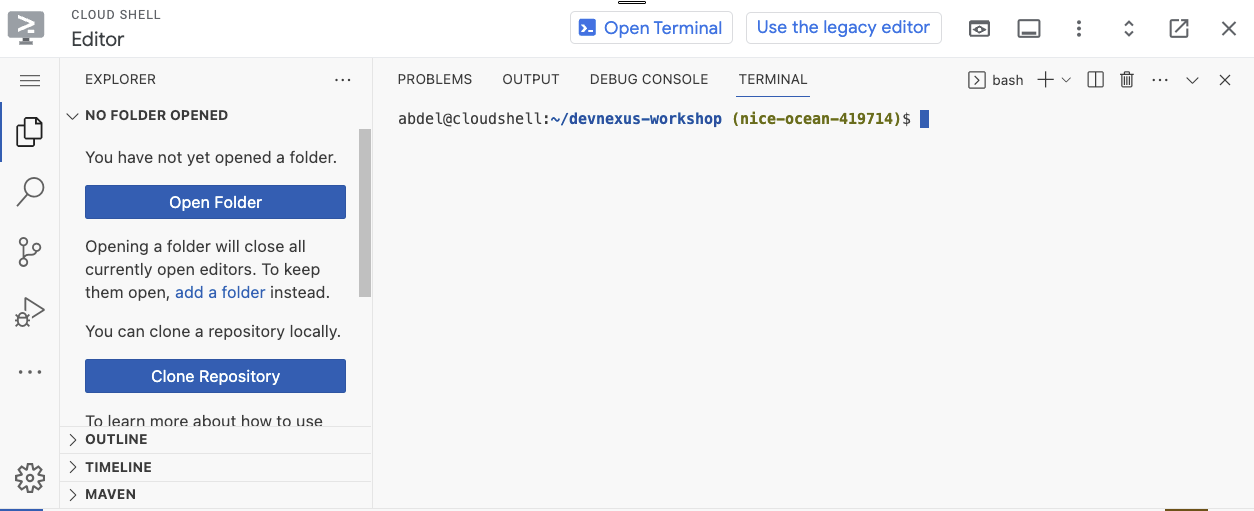 CLOUD SHELL
Editor
Open Terminal
Use the legacy editor
EXPLORER
NO FOLDER OPENED
You have not yet opened a folder.
Open Folder
Opening a folder will close all
currently open editors. To keep
them open, add a folder instead.
You can clone a repository locally.
Clone Repository
To learn more about how to use
OUTLINE
TIMELINE
MAVEN
PROBLEMS OUTPUT DEBUG CONSOLE TERMINAL
bash
abdel@cloudshell:~/devnexus-workshop (nice-ocean-419714)$